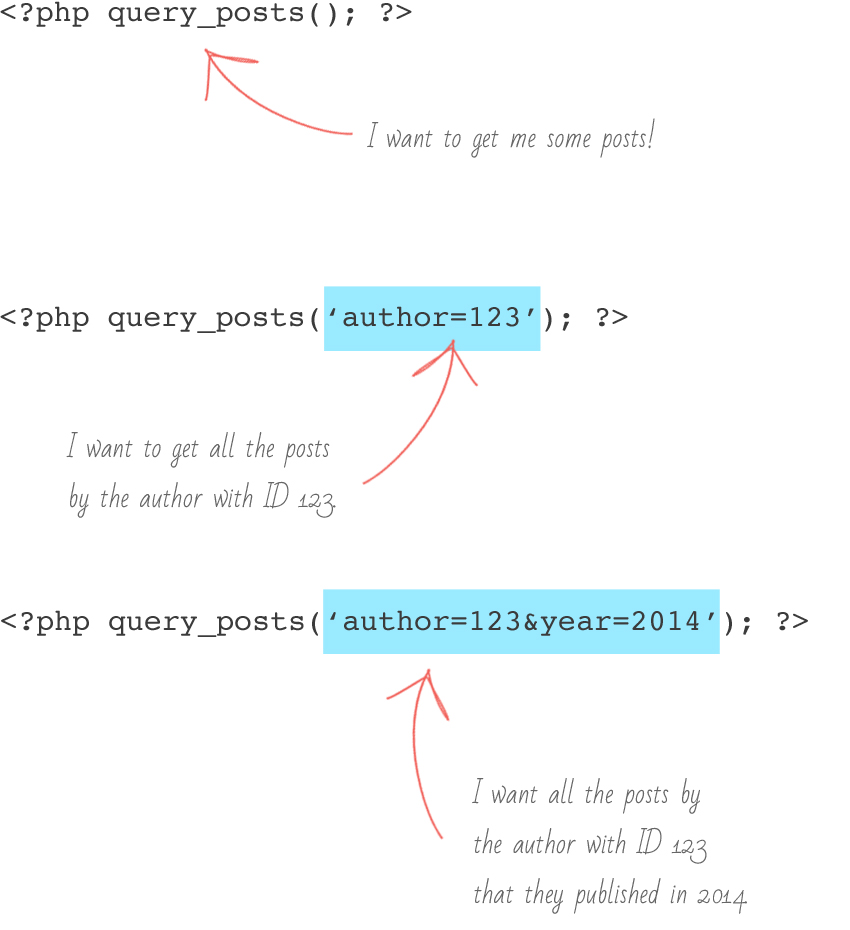 <?php query_posts(); ?>
I want to get me some posts!
<?php query_posts(‘author=123’); ?>
I want to get all the posts
by the author with ID 123.
<?php query_posts(‘author=123&year=2014’); ?>
I want all the posts by
the author with ID 123
that they published in 2014.